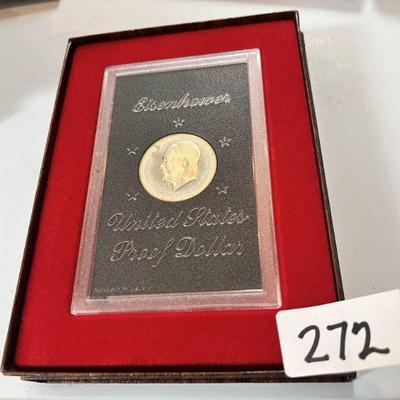 Eisenhower
United States
Proof Dollar
272